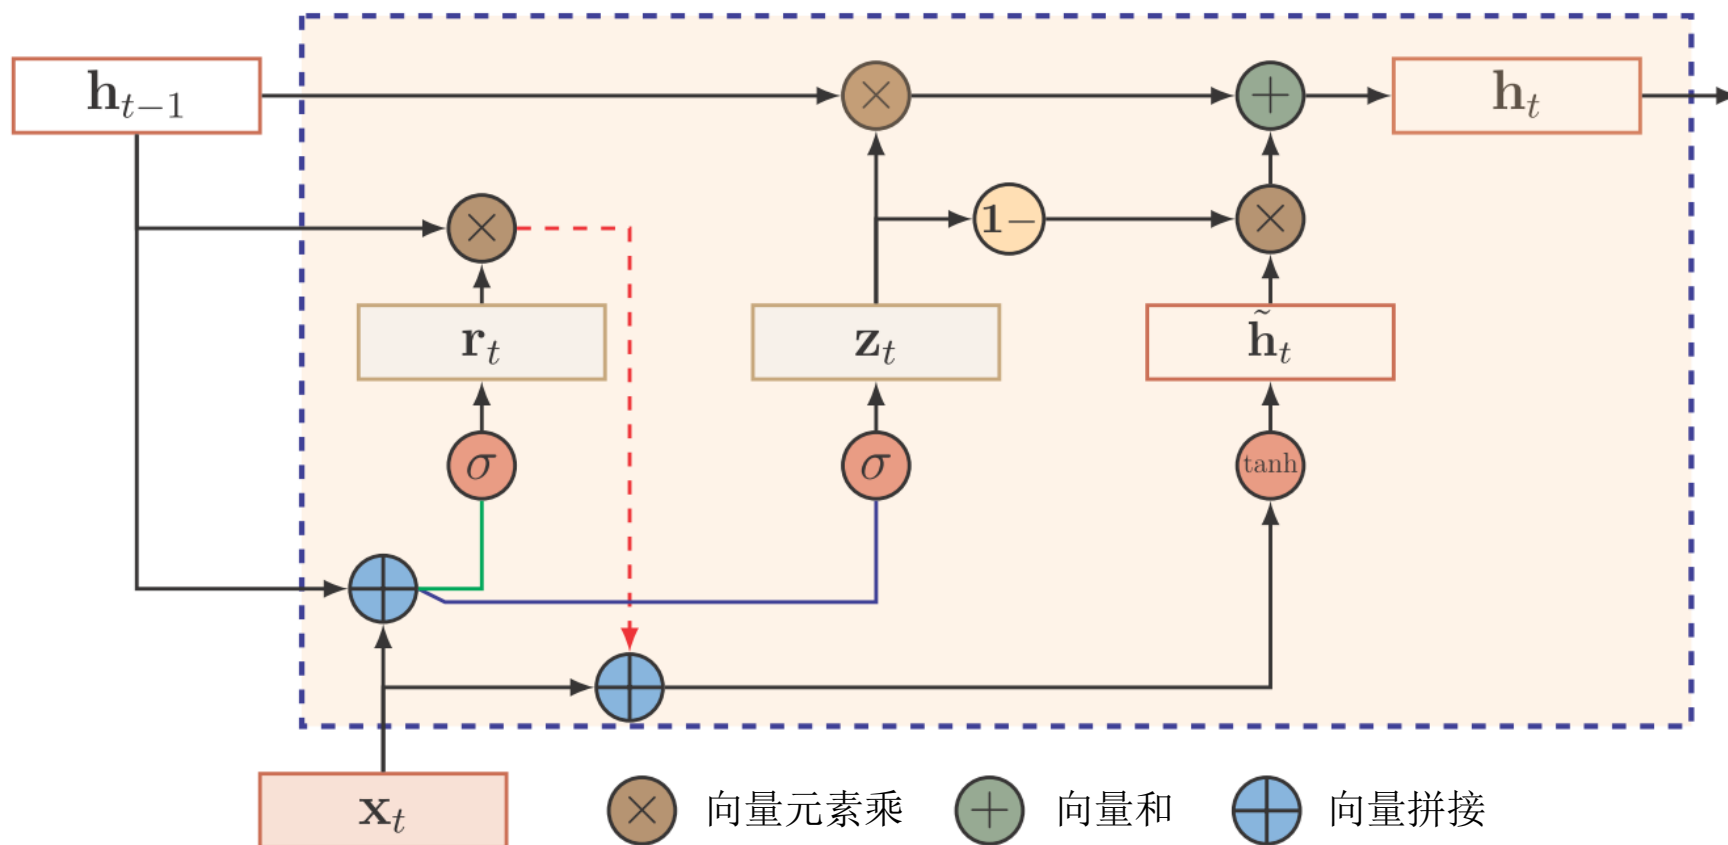 h_{t−1}
×
+
h_t
×
1−
×
r_t
z_t
h̃_t
σ
σ
tanh
x_t
× 向量元素乘
+ 向量和
向量拼接